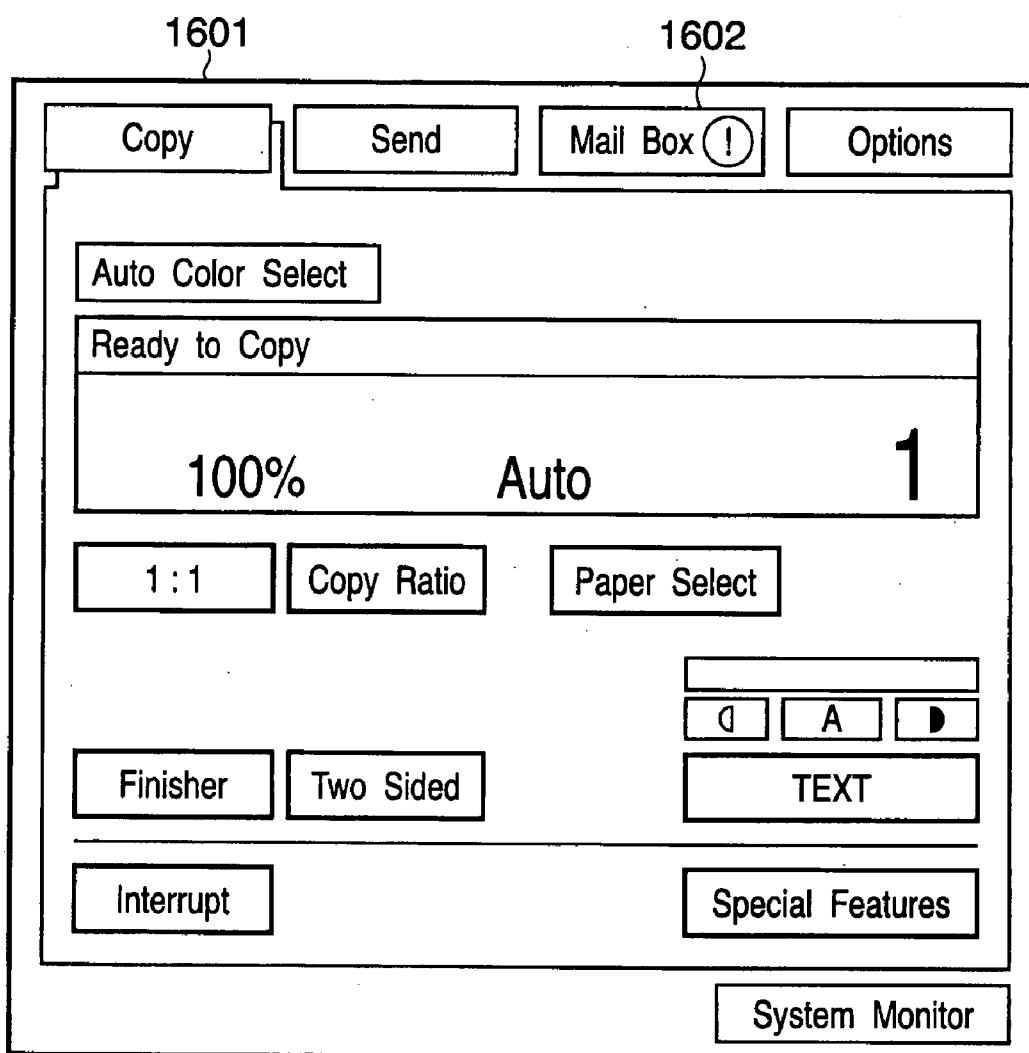 1601 1602
Copy Send Mail Box ! Options
Auto Color Select
Ready to Copy
100% Auto 1
1 : 1 Copy Ratio Paper Select
A
Finisher Two Sided TEXT
Interrupt Special Features
System Monitor